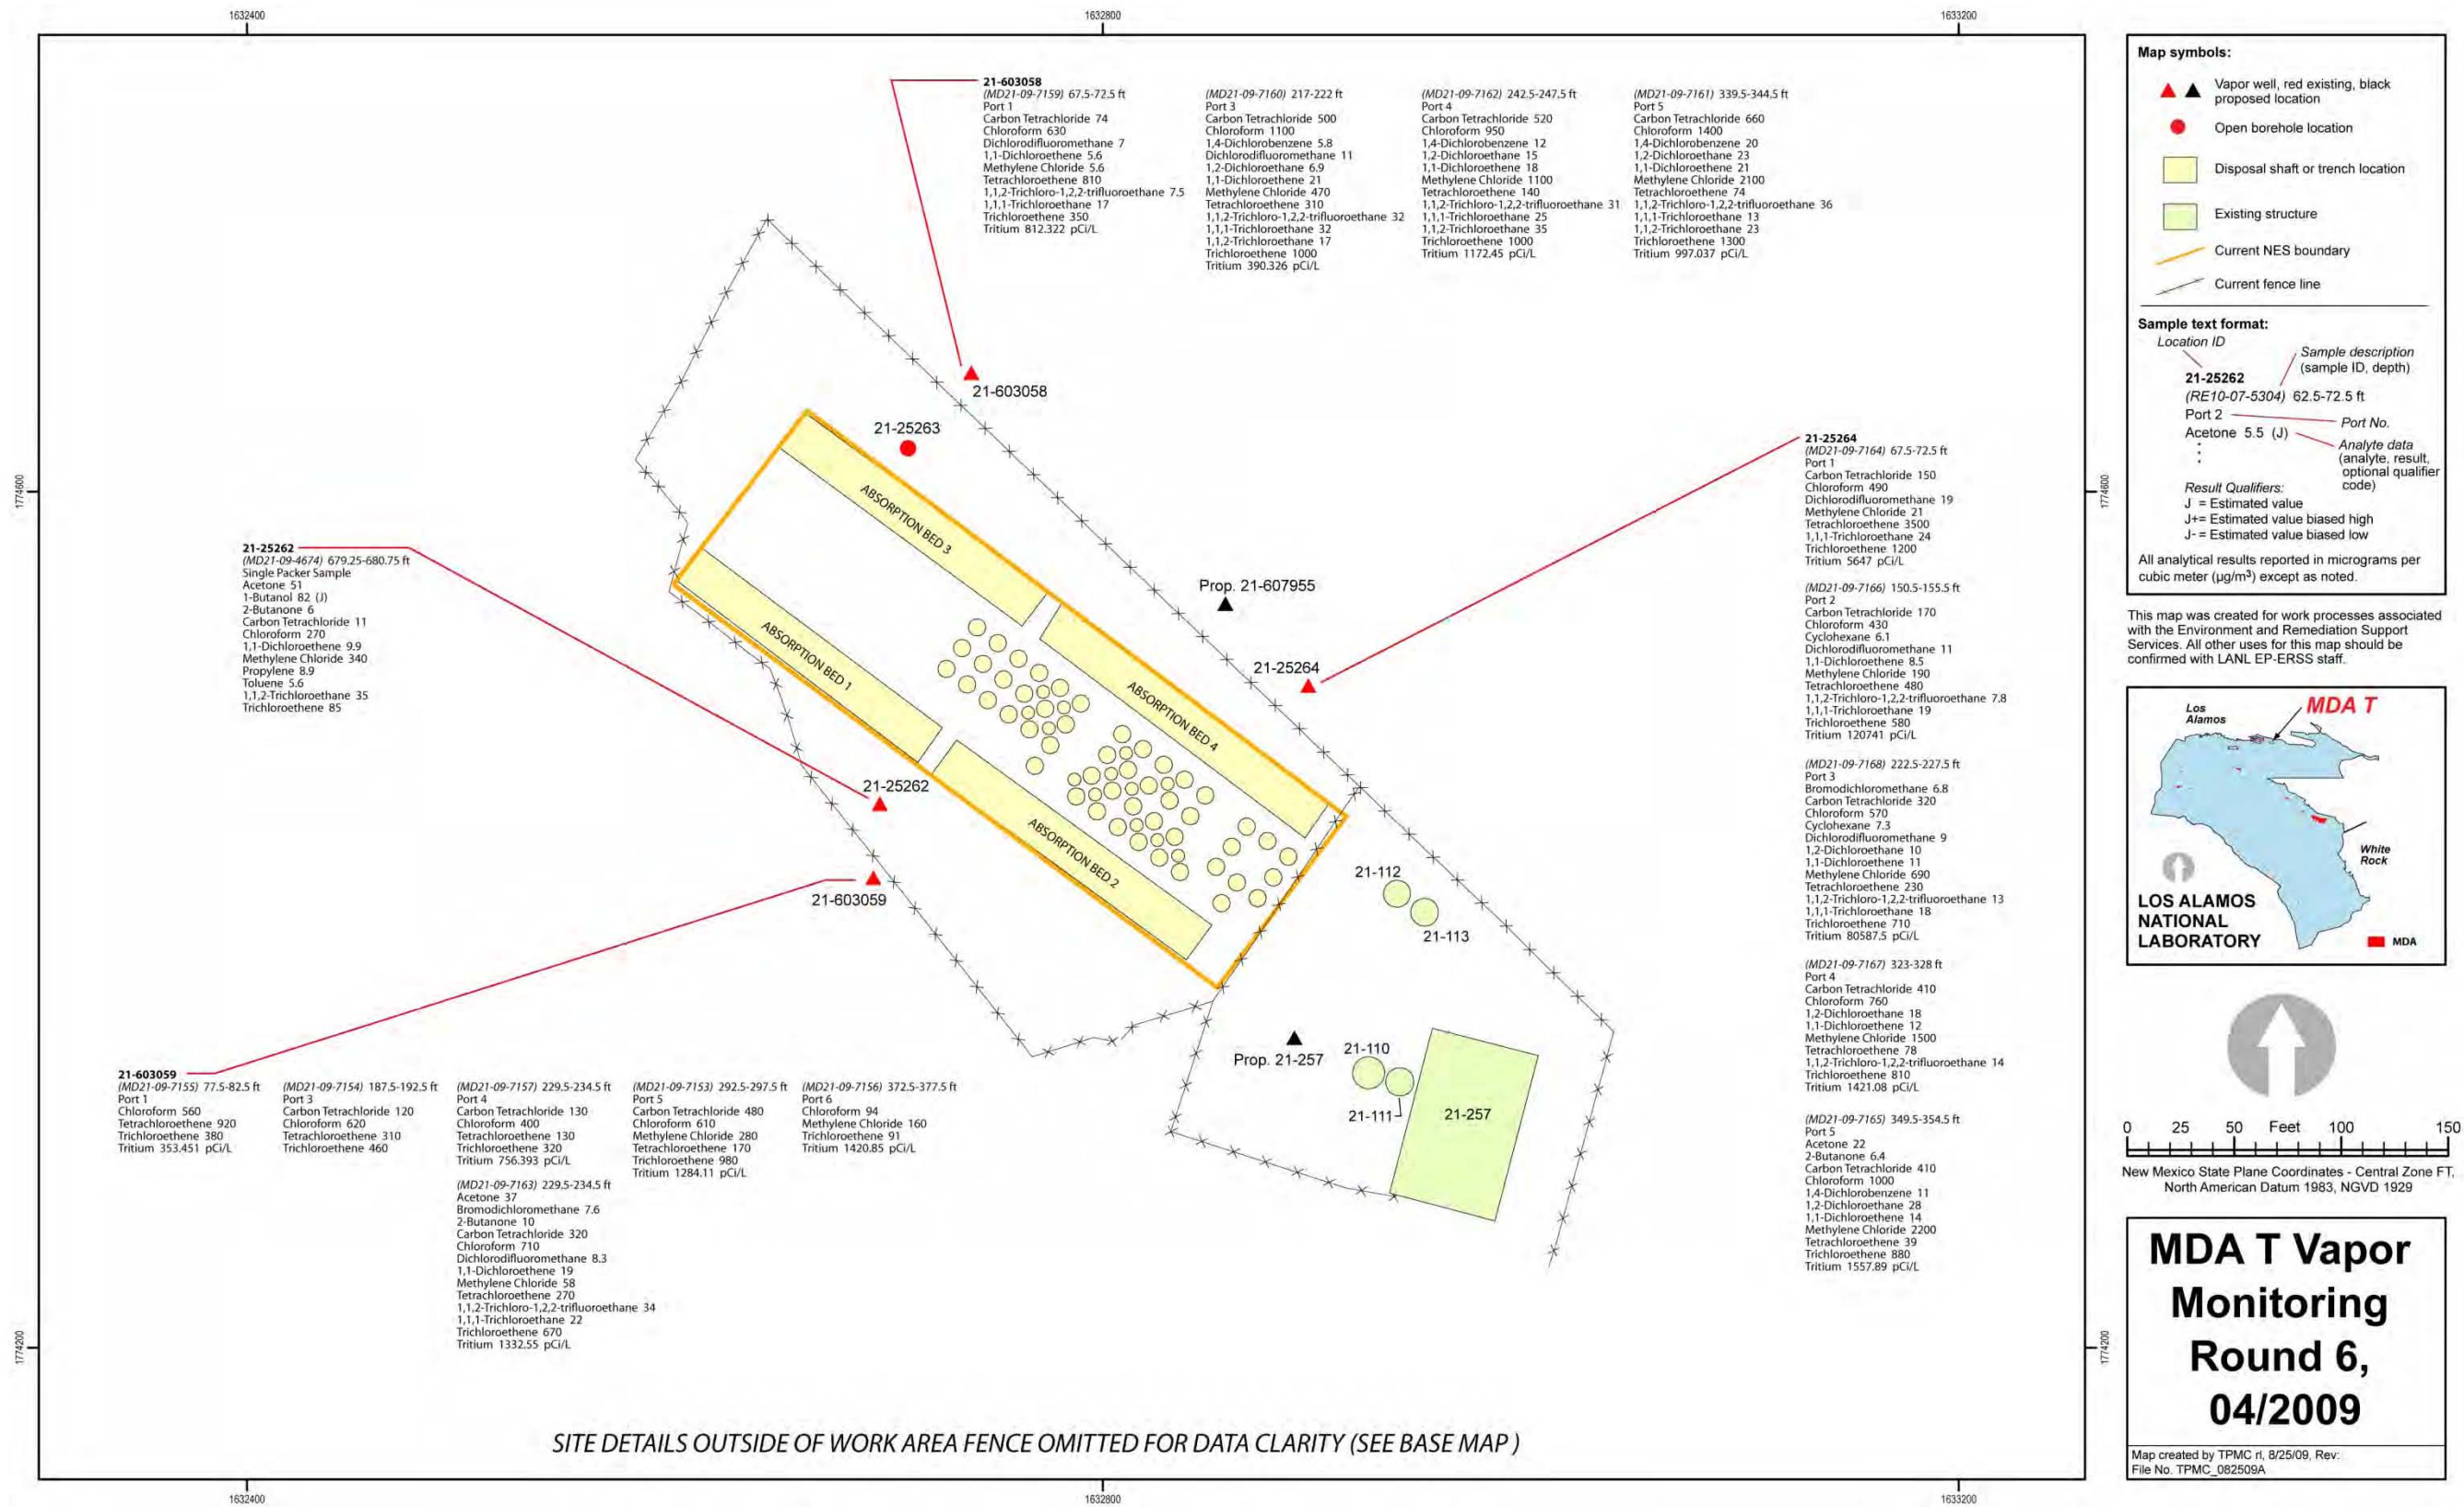 1632400
1632800
1633200
21-603058
(MD21-09-7159) 67.5-72.5 ft
Port 1
Carbon Tetrachloride 74
Chloroform 630
Dichlorodifluoromethane 7
1,1-Dichloroethene 5.6
Methylene Chloride 5.6
Tetrachloroethene 810
1,1,2-Trichloro-1,2,2-trifluoroethane 7.5
1,1,1-Trichloroethane 17
Trichloroethene 350
Tritium 812.322 pCi/L
(MD21-09-7160) 217-222 ft
Port 3
Carbon Tetrachloride 500
Chloroform 1100
1,4-Dichlorobenzene 5.8
Dichlorodifluoromethane 11
1,2-Dichloroethane 6.9
1,1-Dichloroethene 21
Methylene Chloride 470
Tetrachloroethene 310
1,1,2-Trichloro-1,2,2-trifluoroethane 32
1,1,1-Trichloroethane 32
1,1,2-Trichloroethane 17
Trichloroethene 1000
Tritium 390.326 pCi/L
(MD21-09-7162) 242.5-247.5 ft
Port 4
Carbon Tetrachloride 520
Chloroform 950
1,4-Dichlorobenzene 12
1,2-Dichloroethane 15
1,1-Dichloroethene 18
Methylene Chloride 1100
Tetrachloroethene 140
1,1,2-Trichloro-1,2,2-trifluoroethane 31
1,1,1-Trichloroethane 25
1,1,2-Trichloroethane 35
Trichloroethene 1000
Tritium 1172.45 pCi/L
(MD21-09-7161) 339.5-344.5 ft
Port 5
Carbon Tetrachloride 660
Chloroform 1400
1,4-Dichlorobenzene 20
1,2-Dichloroethane 23
1,1-Dichloroethene 21
Methylene Chloride 2100
Tetrachloroethene 74
1,1,2-Trichloro-1,2,2-trifluoroethane 36
1,1,1-Trichloroethane 13
1,1,2-Trichloroethane 23
Trichloroethene 1300
Tritium 997.037 pCi/L
21-603058
21-25263
ABSORPTION BED 3
1774600
1774600
21-25262
(MD21-09-4674) 679.25-680.75 ft
Single Packer Sample
Acetone 51
1-Butanol 82 (J)
2-Butanone 6
Carbon Tetrachloride 11
Chloroform 270
1,1-Dichloroethene 9.9
Methylene Chloride 340
Propylene 8.9
Toluene 5.6
1,1,2-Trichloroethane 35
Trichloroethene 85
Prop. 21-607955
21-25264
ABSORPTION BED 1
ABSORPTION BED 4
21-25262
ABSORPTION BED 2
21-603059
21-112
21-113
Prop. 21-257
21-110
21-111
21-257
21-25264
(MD21-09-7164) 67.5-72.5 ft
Port 1
Carbon Tetrachloride 150
Chloroform 490
Dichlorodifluoromethane 19
Methylene Chloride 21
Tetrachloroethene 3500
1,1,1-Trichloroethane 24
Trichloroethene 1200
Tritium 5647 pCi/L
(MD21-09-7166) 150.5-155.5 ft
Port 2
Carbon Tetrachloride 170
Chloroform 430
Cyclohexane 6.1
Dichlorodifluoromethane 11
1,1-Dichloroethene 8.5
Methylene Chloride 190
Tetrachloroethene 480
1,1,2-Trichloro-1,2,2-trifluoroethane 7.8
1,1,1-Trichloroethane 19
Trichloroethene 580
Tritium 120741 pCi/L
(MD21-09-7168) 222.5-227.5 ft
Port 3
Bromodichloromethane 6.8
Carbon Tetrachloride 320
Chloroform 570
Cyclohexane 7.3
Dichlorodifluoromethane 9
1,2-Dichloroethane 10
1,1-Dichloroethene 11
Methylene Chloride 690
Tetrachloroethene 230
1,1,2-Trichloro-1,2,2-trifluoroethane 13
1,1,1-Trichloroethane 18
Trichloroethene 710
Tritium 80587.5 pCi/L
(MD21-09-7167) 323-328 ft
Port 4
Carbon Tetrachloride 410
Chloroform 760
1,2-Dichloroethane 18
1,1-Dichloroethene 12
Methylene Chloride 1500
Tetrachloroethene 78
1,1,2-Trichloro-1,2,2-trifluoroethane 14
Trichloroethene 810
Tritium 1421.08 pCi/L
(MD21-09-7165) 349.5-354.5 ft
Port 5
Acetone 22
2-Butanone 6.4
Carbon Tetrachloride 410
Chloroform 1000
1,4-Dichlorobenzene 11
1,2-Dichloroethane 28
1,1-Dichloroethene 14
Methylene Chloride 2200
Tetrachloroethene 39
Trichloroethene 880
Tritium 1557.89 pCi/L
21-603059
(MD21-09-7155) 77.5-82.5 ft
Port 1
Chloroform 560
Tetrachloroethene 920
Trichloroethene 380
Tritium 353.451 pCi/L
(MD21-09-7154) 187.5-192.5 ft
Port 3
Carbon Tetrachloride 120
Chloroform 620
Tetrachloroethene 310
Trichloroethene 460
(MD21-09-7157) 229.5-234.5 ft
Port 4
Carbon Tetrachloride 130
Chloroform 400
Tetrachloroethene 130
Trichloroethene 320
Tritium 756.393 pCi/L
(MD21-09-7163) 229.5-234.5 ft
Acetone 37
Bromodichloromethane 7.6
2-Butanone 10
Carbon Tetrachloride 320
Chloroform 710
Dichlorodifluoromethane 8.3
1,1-Dichloroethene 19
Methylene Chloride 58
Tetrachloroethene 270
1,1,2-Trichloro-1,2,2-trifluoroethane 34
1,1,1-Trichloroethane 22
Trichloroethene 670
Tritium 1332.55 pCi/L
(MD21-09-7153) 292.5-297.5 ft
Port 5
Carbon Tetrachloride 480
Chloroform 610
Methylene Chloride 280
Tetrachloroethene 170
Trichloroethene 980
Tritium 1284.11 pCi/L
(MD21-09-7156) 372.5-377.5 ft
Port 6
Chloroform 94
Methylene Chloride 160
Trichloroethene 91
Tritium 1420.85 pCi/L
1774200
1774200
SITE DETAILS OUTSIDE OF WORK AREA FENCE OMITTED FOR DATA CLARITY (SEE BASE MAP )
1632400
1632800
1633200
Map symbols:
Vapor well, red existing, black
proposed location
Open borehole location
Disposal shaft or trench location
Existing structure
Current NES boundary
Current fence line
Sample text format:
Location ID
Sample description
(sample ID, depth)
21-25262
(RE10-07-5304) 62.5-72.5 ft
Port 2
Port No.
Acetone 5.5 (J)
Analyte data
(analyte, result,
optional qualifier
code)
Result Qualifiers:
J = Estimated value
J+= Estimated value biased high
J- = Estimated value biased low
All analytical results reported in micrograms per
cubic meter (µg/m³) except as noted.
This map was created for work processes associated
with the Environment and Remediation Support
Services. All other uses for this map should be
confirmed with LANL EP-ERSS staff.
Los
Alamos
MDA T
White
Rock
LOS ALAMOS
NATIONAL
LABORATORY
MDA
0 25 50 Feet 100 150
New Mexico State Plane Coordinates - Central Zone FT,
North American Datum 1983, NGVD 1929
MDA T Vapor
Monitoring
Round 6,
04/2009
Map created by TPMC rl, 8/25/09, Rev:
File No. TPMC_082509A